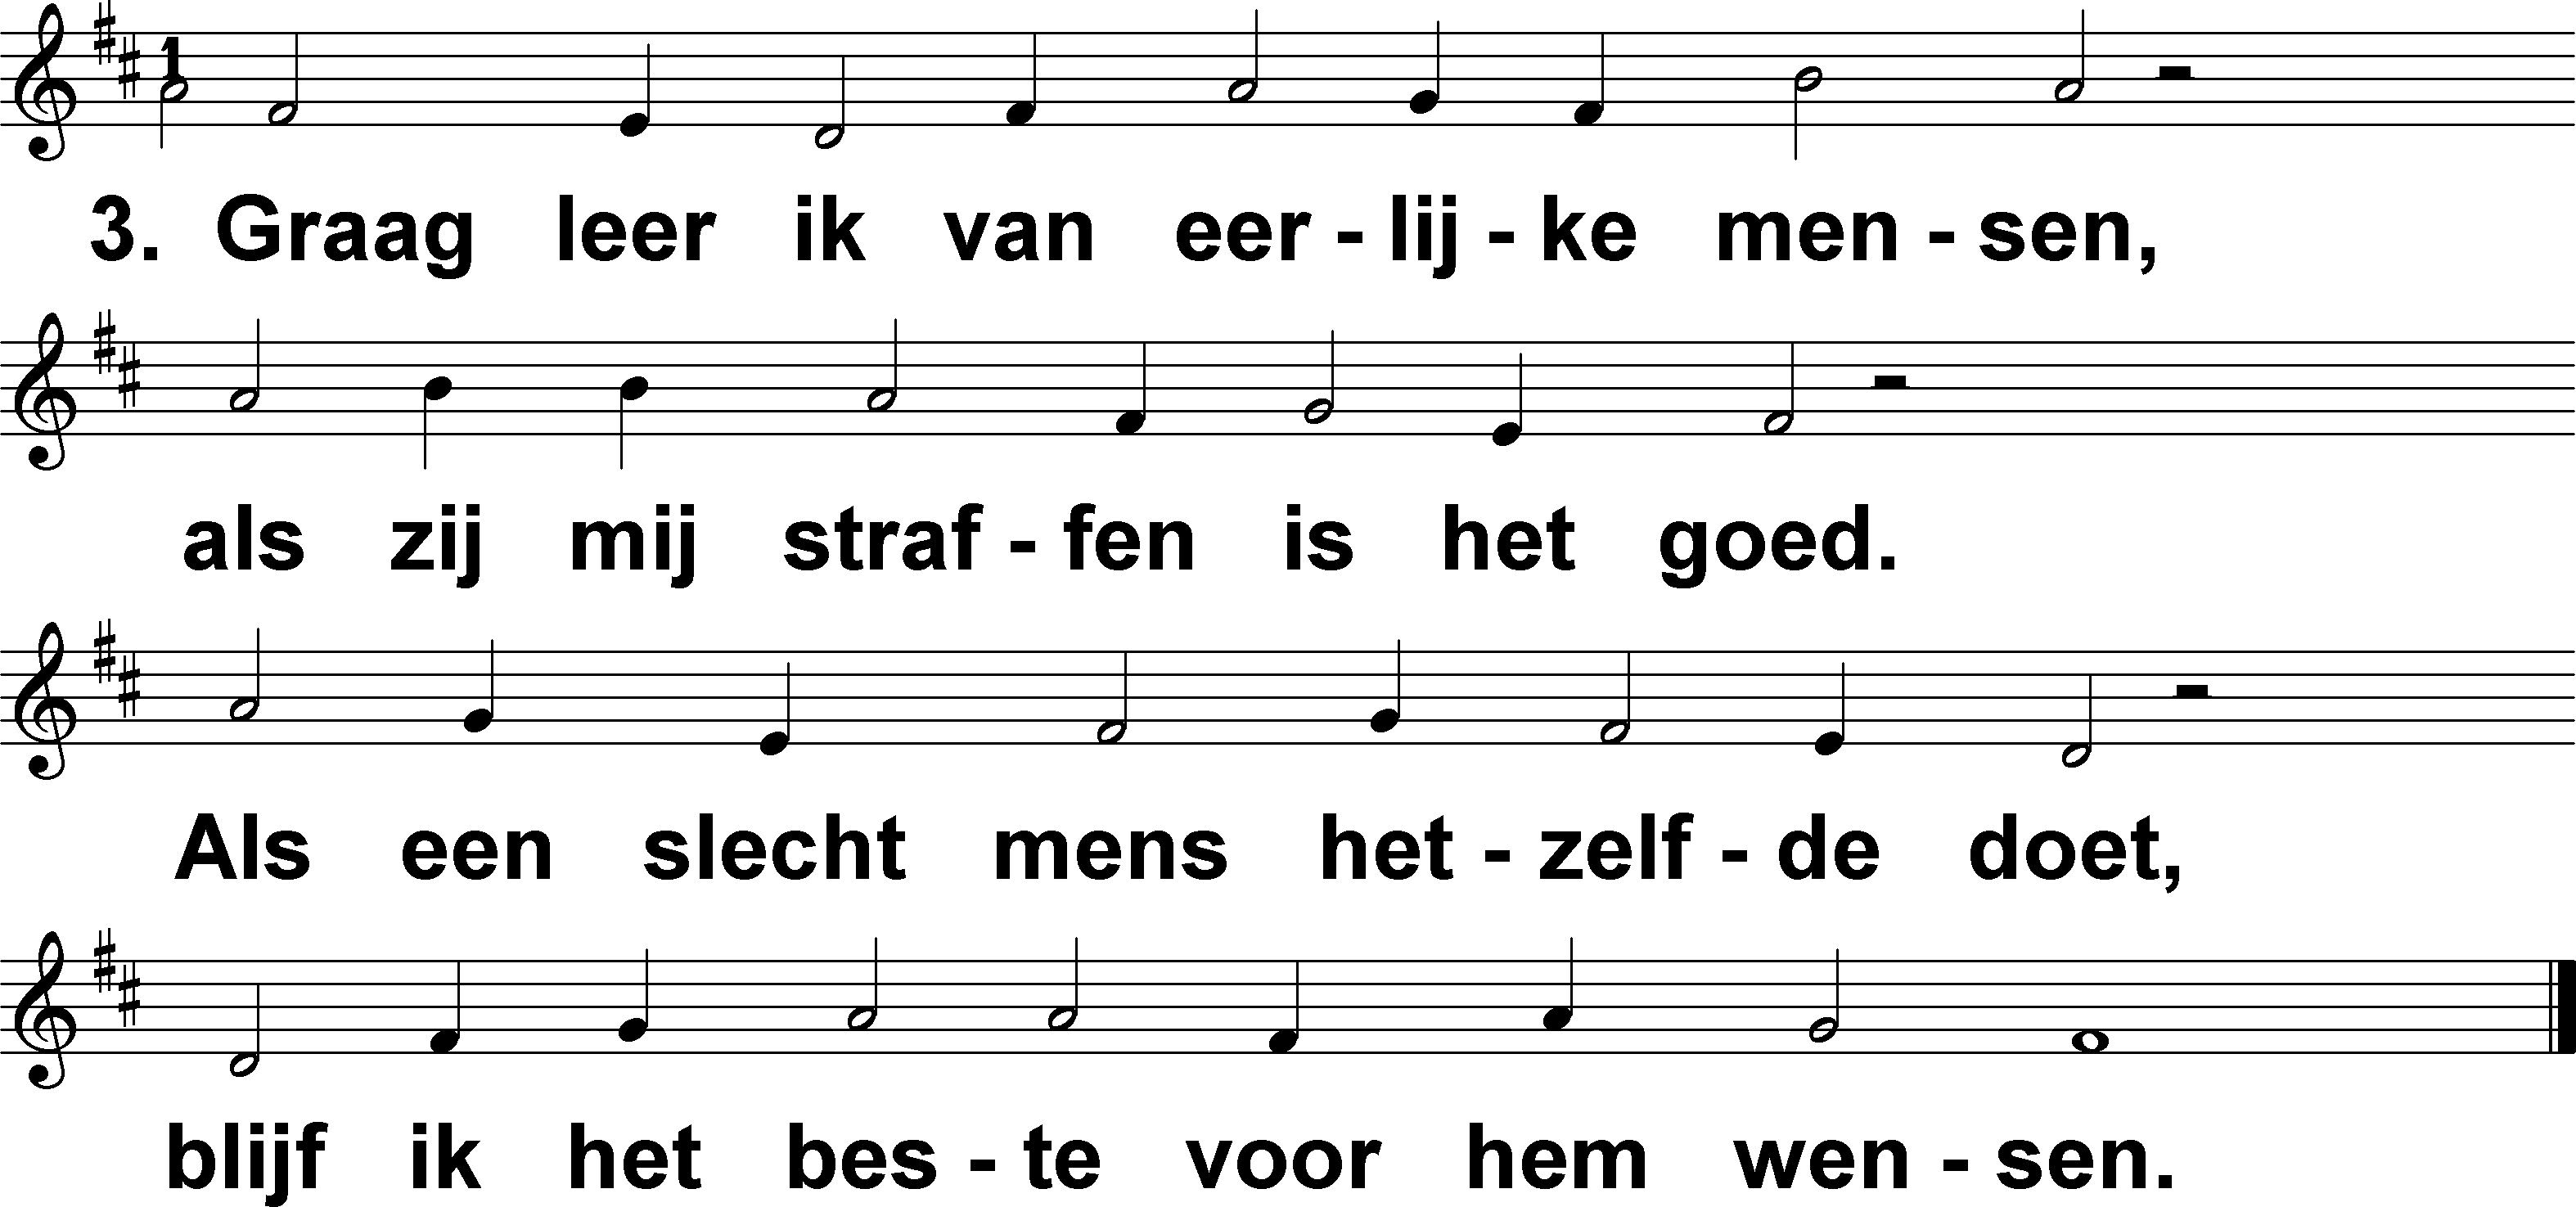 1
3. Graag leer ik van eer - lij - ke men - sen,
als zij mij straf - fen is het goed.
Als een slecht mens het - zelf - de doet,
blijf ik het bes - te voor hem wen - sen.